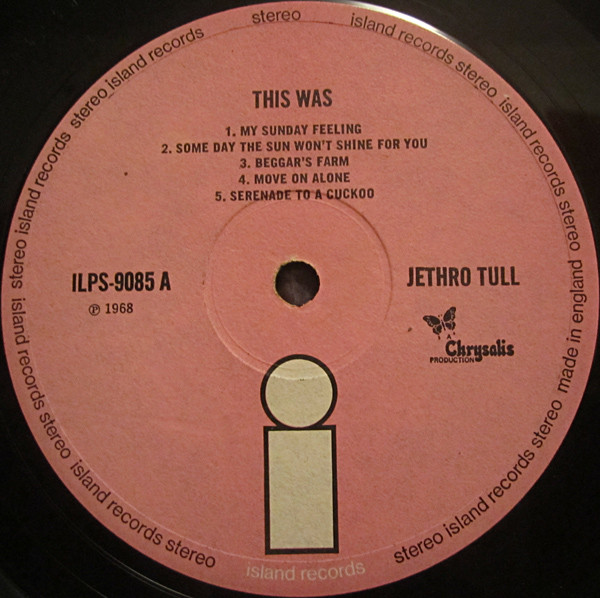 stereo island records stereo island records stereo island records stereo island records stereo made in england
THIS WAS
1. MY SUNDAY FEELING
2. SOME DAY THE SUN WON'T SHINE FOR YOU
3. BEGGAR'S FARM
4. MOVE ON ALONE
5. SERENADE TO A CUCKOO
ILPS-9085 A
℗ 1968
JETHRO TULL
A
Chrysalis
PRODUCTION
island records stereo island records stereo
island records
stereo island records stereo